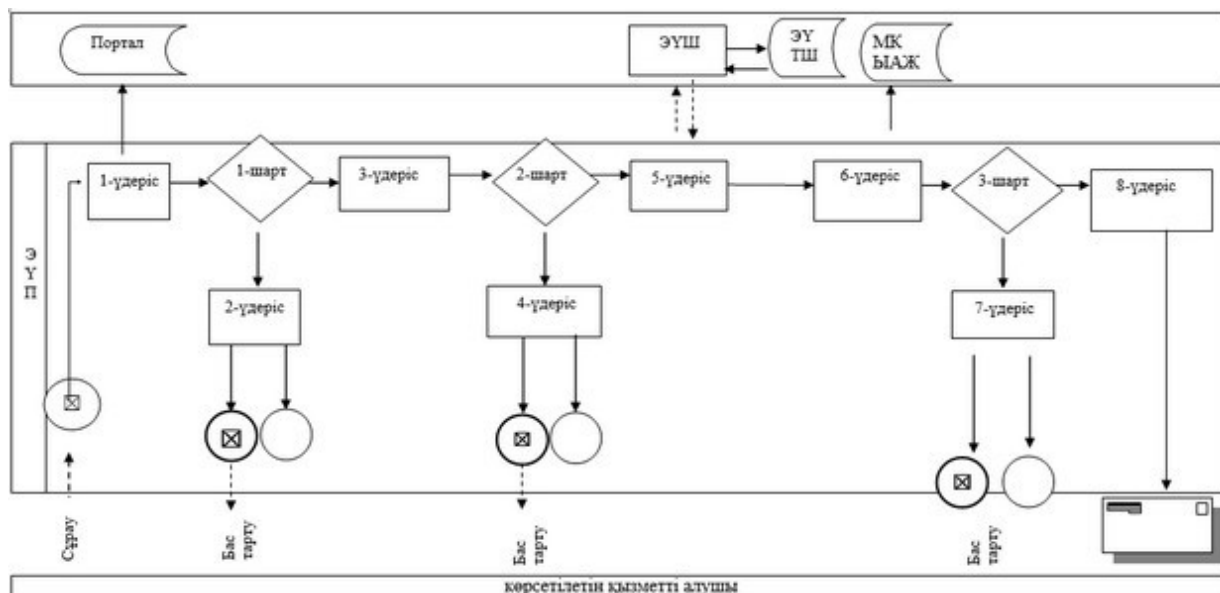 Портал
ЭҮШ
ЭҮ
ТШ
МК
ЫАЖ
1-үдеріс
1-шарт
3-үдеріс
2-шарт
5-үдеріс
6-үдеріс
3-шарт
8-үдеріс
Э
Ү
П
2-үдеріс
4-үдеріс
7-үдеріс
Сұрау
Бас
тарту
Бас
тарту
Бас
тарту
көрсетілетін қызметті алушы